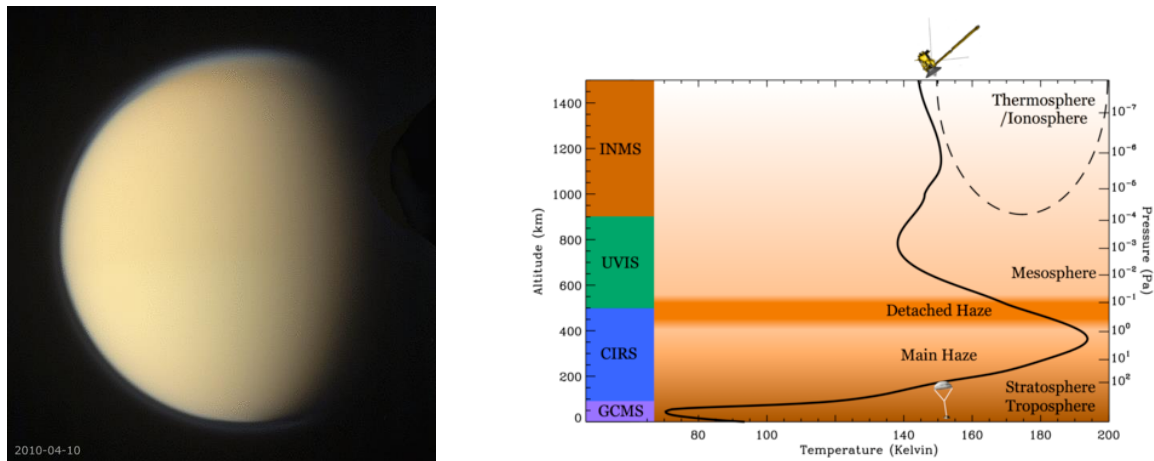 2010-04-10
1400
1200
1000
800
600
400
200
0
Altitude (km)
INMS
UVIS
CIRS
GCMS
Thermosphere
/Ionosphere
Mesosphere
Detached Haze
Main Haze
Stratosphere
Troposphere
10⁻⁷
10⁻⁶
10⁻⁶
10⁻⁴
10⁻³
10⁻²
10⁻¹
10⁰
10¹
10²
Pressure (Pa)
80 100 140 160 180 200
Temperature (Kelvin)